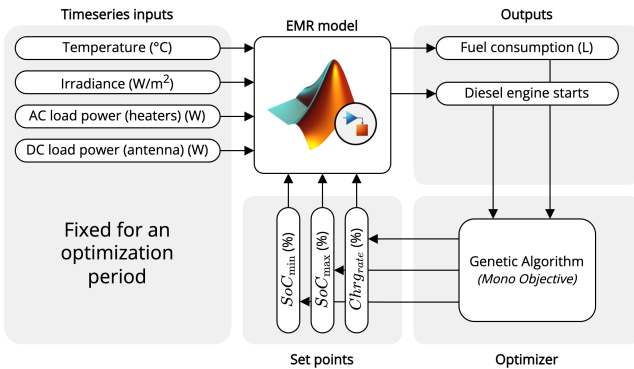 Timeseries inputs
Temperature (°C)
Irradiance (W/m²)
AC load power (heaters) (W)
DC load power (antenna) (W)
Fixed for an
optimization
period
EMR model
Outputs
Fuel consumption (L)
Diesel engine starts
SoC_min (%)
SoC_max (%)
Chrg_rate (%)
Set points
Genetic Algorithm
(Mono Objective)
Optimizer